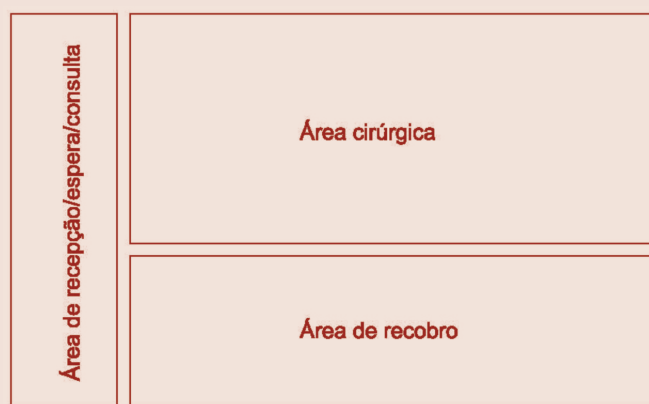 Área de recepção/espera/consulta
Área cirúrgica
Área de recobro